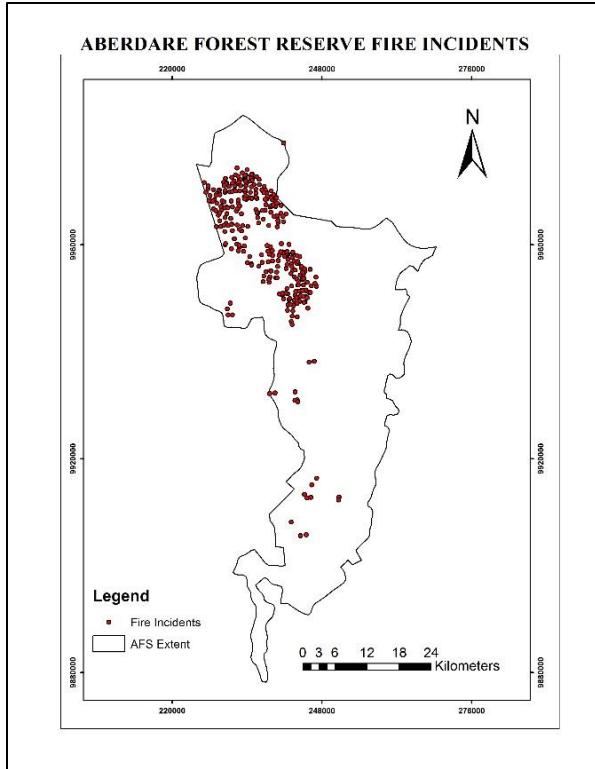 ABERDARE FOREST RESERVE FIRE INCIDENTS
220000 248000 276000
N
9960000 9960000
9920000 9920000
Legend
Fire Incidents
AFS Extent
0 3 6 12 18 24
Kilometers
9880000 9880000
220000 248000 276000